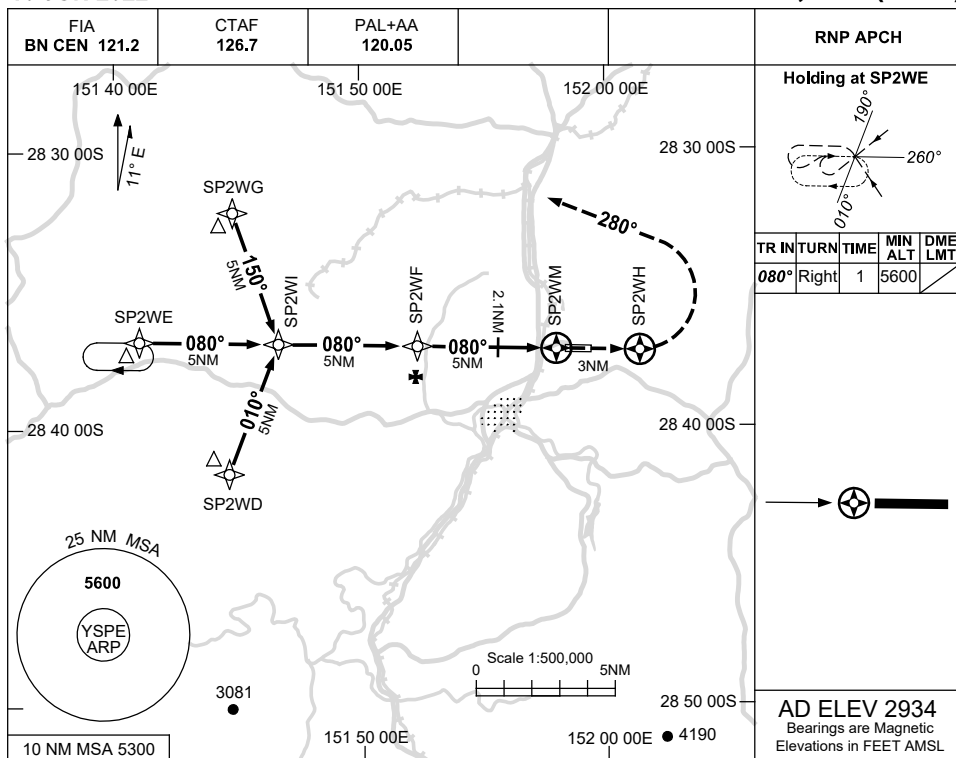 FIA
BN CEN 121.2
CTAF
126.7
PAL+AA
120.05
RNP APCH
151 40 00E
151 50 00E
152 00 00E
Holding at SP2WE
190°
260°
010°
TR IN TURN TIME MIN ALT DME LMT
080° Right 1 5600
28 30 00S
28 30 00S
11° E
SP2WG
150°
5NM
SP2WI
SP2WF
2.1NM
SP2WM
SP2WH
280°
SP2WE
080°
5NM
080°
5NM
080°
5NM
3NM
010°
5NM
SP2WD
28 40 00S
28 40 00S
25 NM MSA
5600
YSPE
ARP
Scale 1:500,000
0
5NM
3081
28 50 00S
4190
151 50 00E
152 00 00E
10 NM MSA 5300
AD ELEV 2934
Bearings are Magnetic
Elevations in FEET AMSL